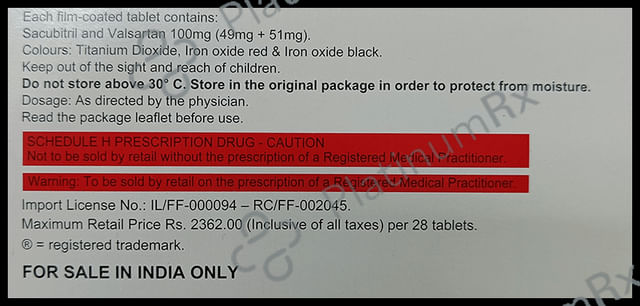 Each film-coated tablet contains:
Sacubitril and Valsartan 100mg (49mg + 51mg).
Colours: Titanium Dioxide, Iron oxide red & Iron oxide black.
Keep out of the sight and reach of children.
Do not store above 30° C. Store in the original package in order to protect from moisture.
Dosage: As directed by the physician.
Read the package leaflet before use.
SCHEDULE H PRESCRIPTION DRUG - CAUTION
Not to be sold by retail without the prescription of a Registered Medical Practitioner.
Warning: To be sold by retail on the prescription of a Registered Medical Practitioner.
Import License No.: IL/FF-000094 – RC/FF-002045.
Maximum Retail Price Rs. 2362.00 (Inclusive of all taxes) per 28 tablets.
® = registered trademark.
FOR SALE IN INDIA ONLY
PlatinumRx
PlatinumRx
PlatinumRx